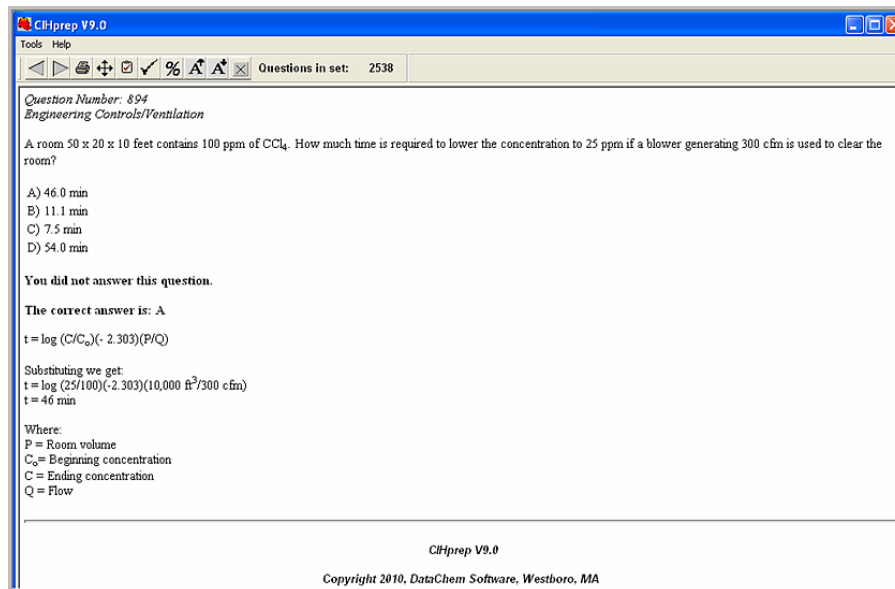 CIHprep V9.0
Tools Help
% A A Questions in set: 2538
Question Number: 894
Engineering Controls/Ventilation
A room 50 x 20 x 10 feet contains 100 ppm of CCl₄. How much time is required to lower the concentration to 25 ppm if a blower generating 300 cfm is used to clear the
room?
A) 46.0 min
B) 11.1 min
C) 7.5 min
D) 54.0 min
You did not answer this question.
The correct answer is: A
t = log (C/Cₒ)(- 2.303)(P/Q)
Substituting we get:
t = log (25/100)(-2.303)(10,000 ft³/300 cfm)
t = 46 min
Where:
P = Room volume
Cₒ= Beginning concentration
C = Ending concentration
Q = Flow
CIHprep V9.0
Copyright 2010, DataChem Software, Westboro, MA